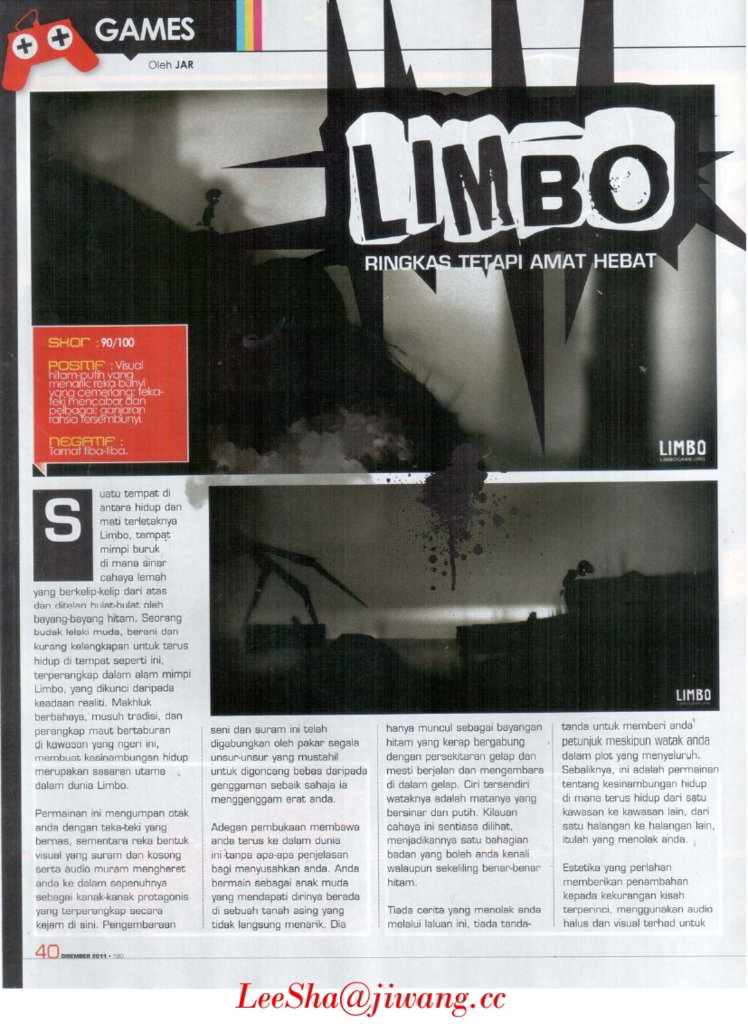 GAMES
Oleh JAR
LIMBO
RINGKAS TETAPI AMAT HEBAT
SKOR : 90/100
POSITIF : Visual
hitam-putih yang
menarik; reka bunyi
yang cemerlang; teka-
teki mencabar dan
pelbagai; ganjaran
rahsia tersembunyi.
NEGATIF :
Tamat tiba-tiba.
LIMBO
LIMBOGAME.ORG
LIMBO
Suatu tempat di
antara hidup dan
mati terletaknya
Limbo, tempat
mimpi buruk
di mana sinar
cahaya lemah
yang berkelip-kelip dari atas
dan ditelan bulat-bulat oleh
bayang-bayang hitam. Seorang
budak lelaki muda, berani dan
kurang kelengkapan untuk terus
hidup di tempat seperti ini,
terperangkap dalam alam mimpi
Limbo, yang dikunci daripada
keadaan realiti. Makhluk
berbahaya, musuh tradisi, dan
perangkap maut bertaburan
di kawasan yang ngeri ini,
membuat kesinambungan hidup
merupakan sasaran utama
dalam dunia Limbo.
Permainan ini mengumpan otak
anda dengan teka-teki yang
bernas, sementara reka bentuk
visual yang suram dan kosong
serta audio muram mengheret
anda ke dalam sepenuhnya
sebagai kanak-kanak protagonis
yang terperangkap secara
kejam di sini. Pengembaraan
seni dan suram ini telah
digabungkan oleh pakar segala
unsur-unsur yang mustahil
untuk digoncang bebas daripada
genggaman sebaik sahaja ia
menggenggam erat anda.
Adegan pembukaan membawa
anda terus ke dalam dunia
ini tanpa apa-apa penjelasan
bagi menyusahkan anda. Anda
bermain sebagai anak muda
yang mendapati dirinya berada
di sebuah tanah asing yang
tidak langsung menarik. Dia
hanya muncul sebagai bayangan
hitam yang kerap bergabung
dengan persekitaran gelap dan
mesti berjalan dan mengembara
di dalam gelap. Ciri tersendiri
wataknya adalah matanya yang
bersinar dan putih. Kilauan
cahaya ini sentiasa dilihat,
menjadikannya satu bahagian
badan yang boleh anda kenali
walaupun sekeliling benar-benar
hitam.
Tiada cerita yang menolak anda
melalui laluan ini, tiada tanda-
tanda untuk memberi anda
petunjuk meskipun watak anda
dalam plot yang menyeluruh.
Sebaliknya, ini adalah permainan
tentang kesinambungan hidup
di mana terus hidup dari satu
kawasan ke kawasan lain, dari
satu halangan ke halangan lain,
itulah yang menolak anda.
Estetika yang perlahan
memberikan penambahan
kepada kekurangan kisah
terperinci, menggunakan audio
halus dan visual terhad untuk
40 DISEMBER 2011 • 160
LeeSha@jiwang.cc